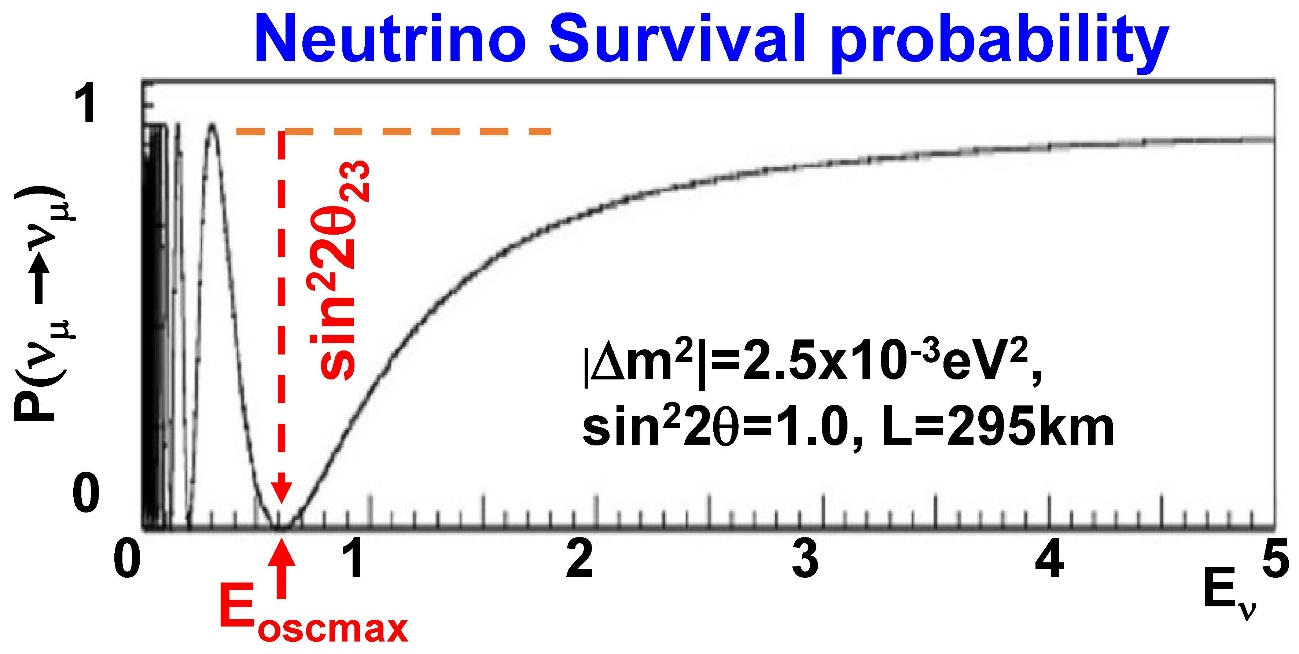 Neutrino Survival probability
1
P(νμ →νμ)
sin²2θ₂₃
|Δm²|=2.5x10⁻³eV²,
sin²2θ=1.0, L=295km
0
0 1 2 3 4 5
Eν
Eoscmax